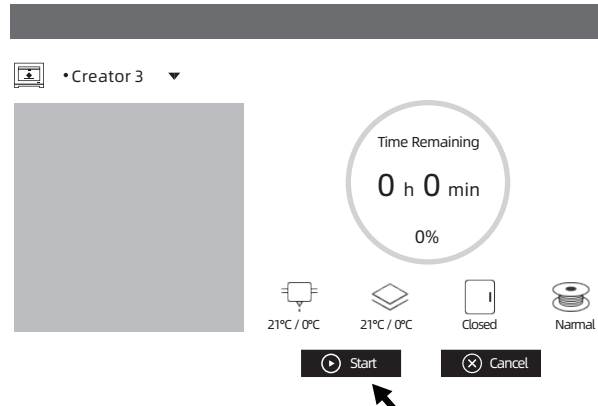 •Creator 3
Time Remaining
0 h 0 min
0%
21°C / 0°C
21°C / 0°C
Closed
Narmal
Start
Cancel